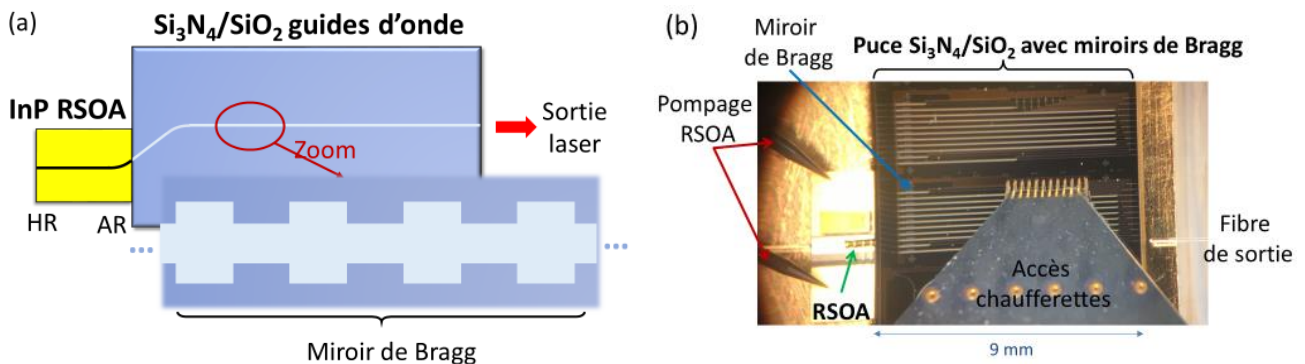 (a)
Si₃N₄/SiO₂ guides d'onde
InP RSOA
HR
AR
Zoom
Sortie
laser
...
...
Miroir de Bragg
(b)
Miroir
de Bragg
Puce Si₃N₄/SiO₂ avec miroirs de Bragg
Pompage
RSOA
RSOA
Accès
chaufferettes
Fibre
de sortie
9 mm